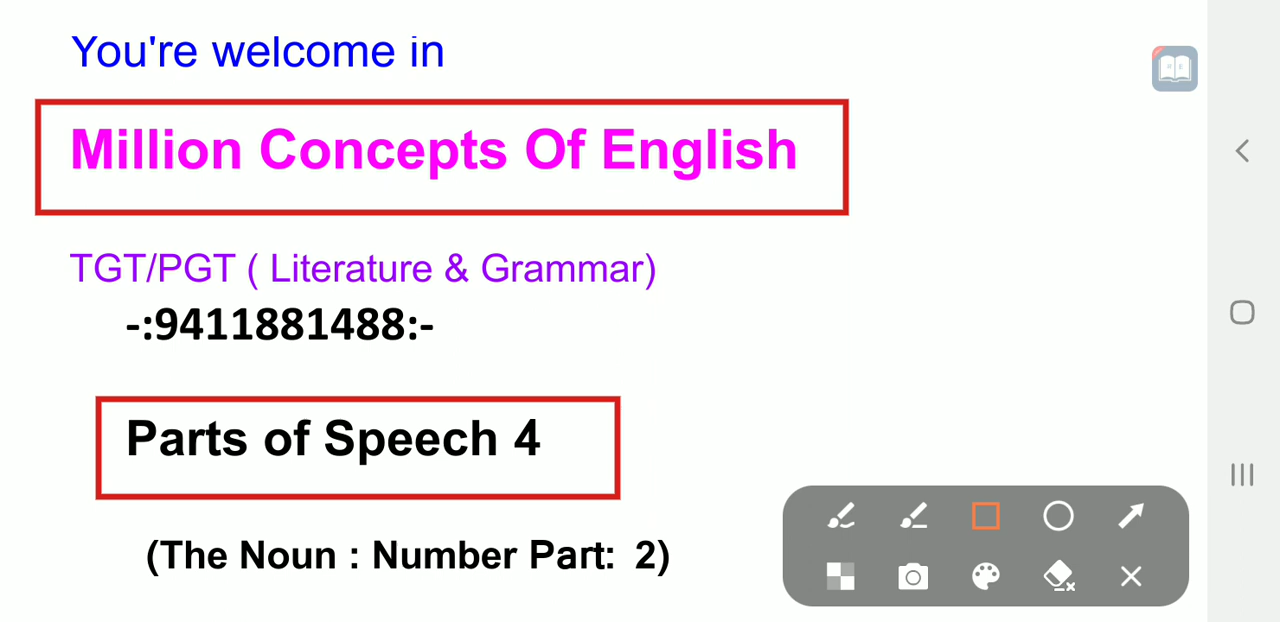 You're welcome in
Million Concepts Of English
TGT/PGT ( Literature & Grammar)
-:9411881488:-
Parts of Speech 4
(The Noun : Number Part: 2)